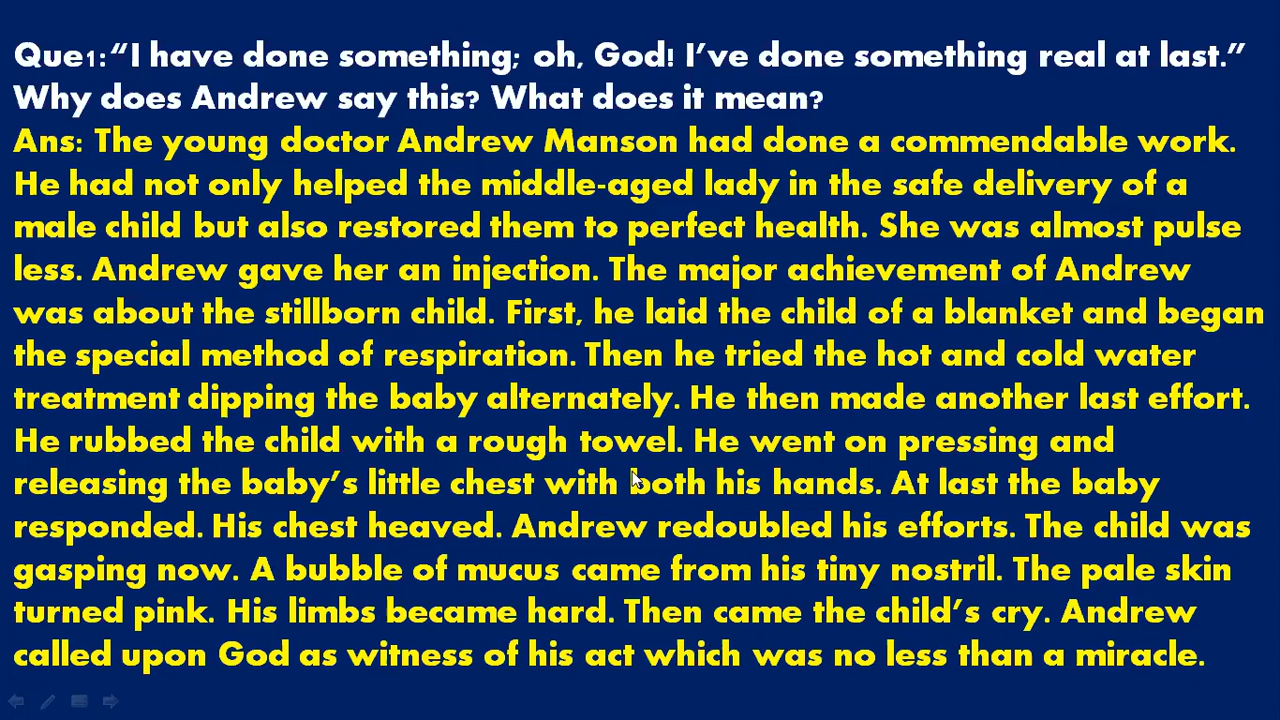 Que1:“I have done something; oh, God! I’ve done something real at last.”
Why does Andrew say this? What does it mean?
Ans: The young doctor Andrew Manson had done a commendable work.
He had not only helped the middle-aged lady in the safe delivery of a
male child but also restored them to perfect health. She was almost pulse
less. Andrew gave her an injection. The major achievement of Andrew
was about the stillborn child. First, he laid the child of a blanket and began
the special method of respiration. Then he tried the hot and cold water
treatment dipping the baby alternately. He then made another last effort.
He rubbed the child with a rough towel. He went on pressing and
releasing the baby’s little chest with both his hands. At last the baby
responded. His chest heaved. Andrew redoubled his efforts. The child was
gasping now. A bubble of mucus came from his tiny nostril. The pale skin
turned pink. His limbs became hard. Then came the child’s cry. Andrew
called upon God as witness of his act which was no less than a miracle.